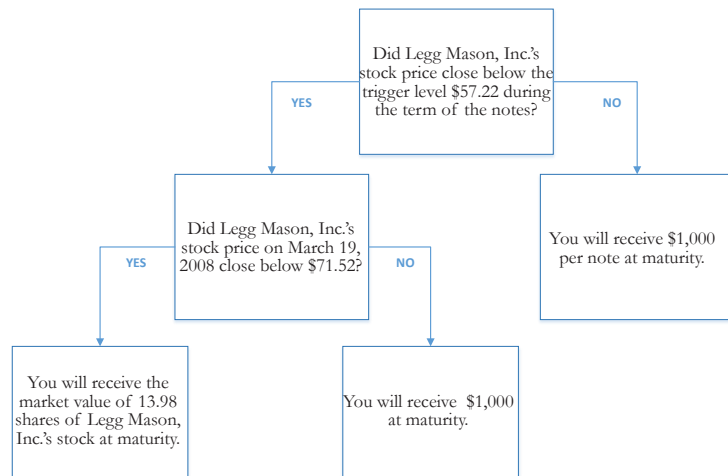 Did Legg Mason, Inc.'s
stock price close below the
trigger level $57.22 during
the term of the notes?
YES
NO
Did Legg Mason, Inc.'s
stock price on March 19,
2008 close below $71.52?
You will receive $1,000
per note at maturity.
YES
NO
You will receive the
market value of 13.98
shares of Legg Mason,
Inc.'s stock at maturity.
You will receive $1,000
at maturity.